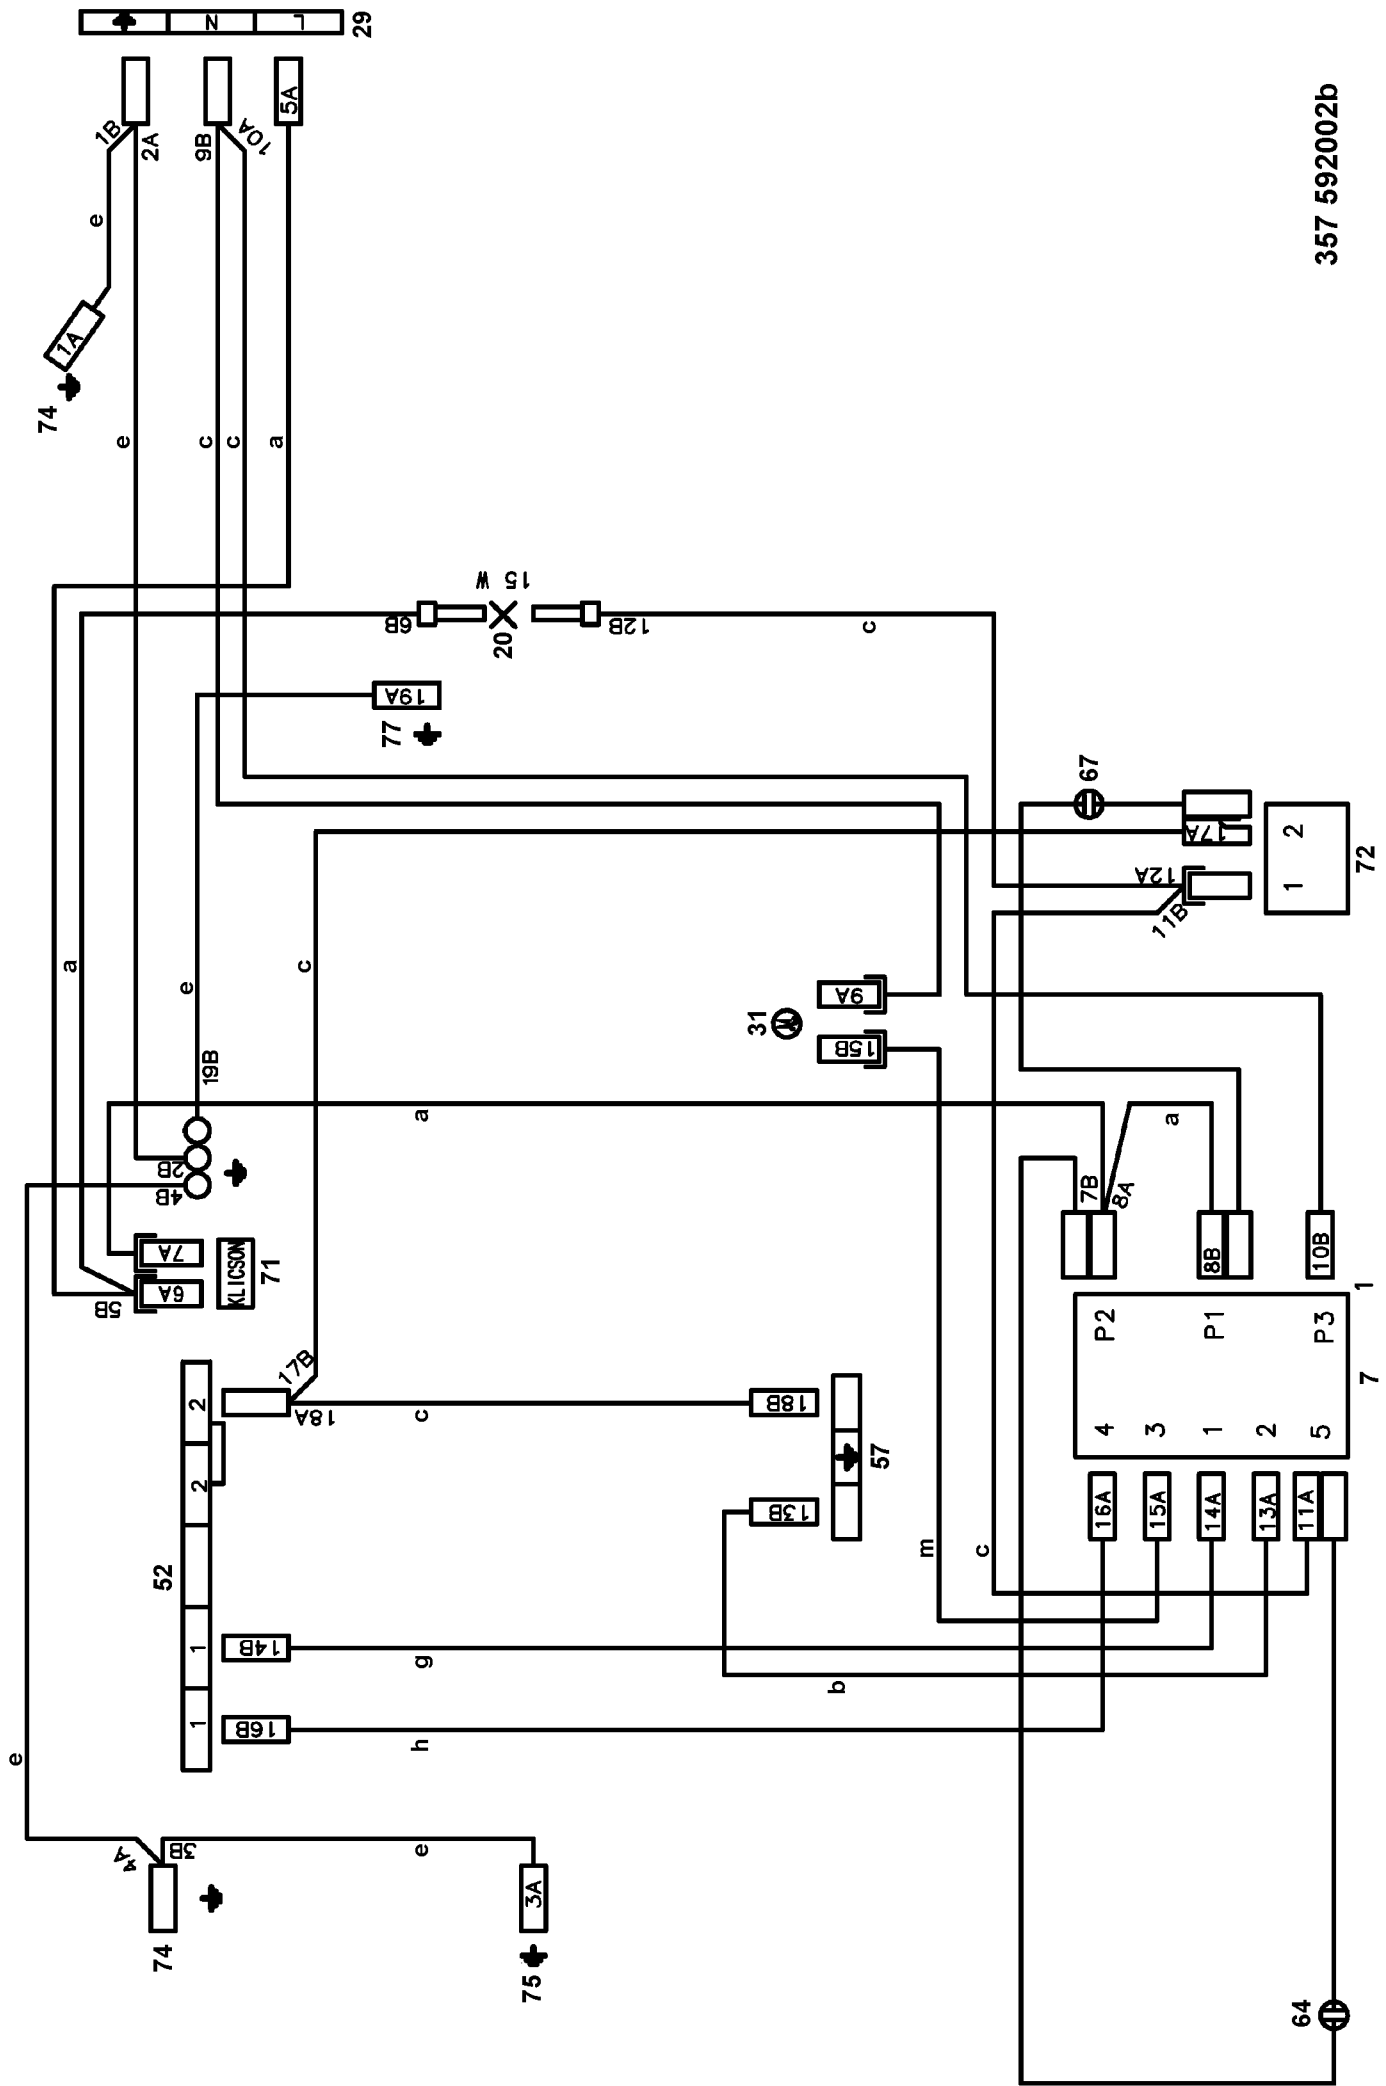 29
L
N
5A
10A
9B
2A
1B
e
1A
74
e
c
c
a
357 592002b
15 W
20
6B
12B
c
19A
77
67
17A
2
1
72
12A
11B
a
e
c
31
9A
15B
19B
2B
4B
a
a
7B
8A
7A
6A
5B
KLICSON
71
8B
10B
1
P2
P1
P3
7
4
3
1
2
5
17B
18A
c
18B
13B
57
2
2
52
1
1
14B
16B
g
h
b
m
c
16A
15A
14A
13A
11A
e
4A
3B
e
74
3A
75
64